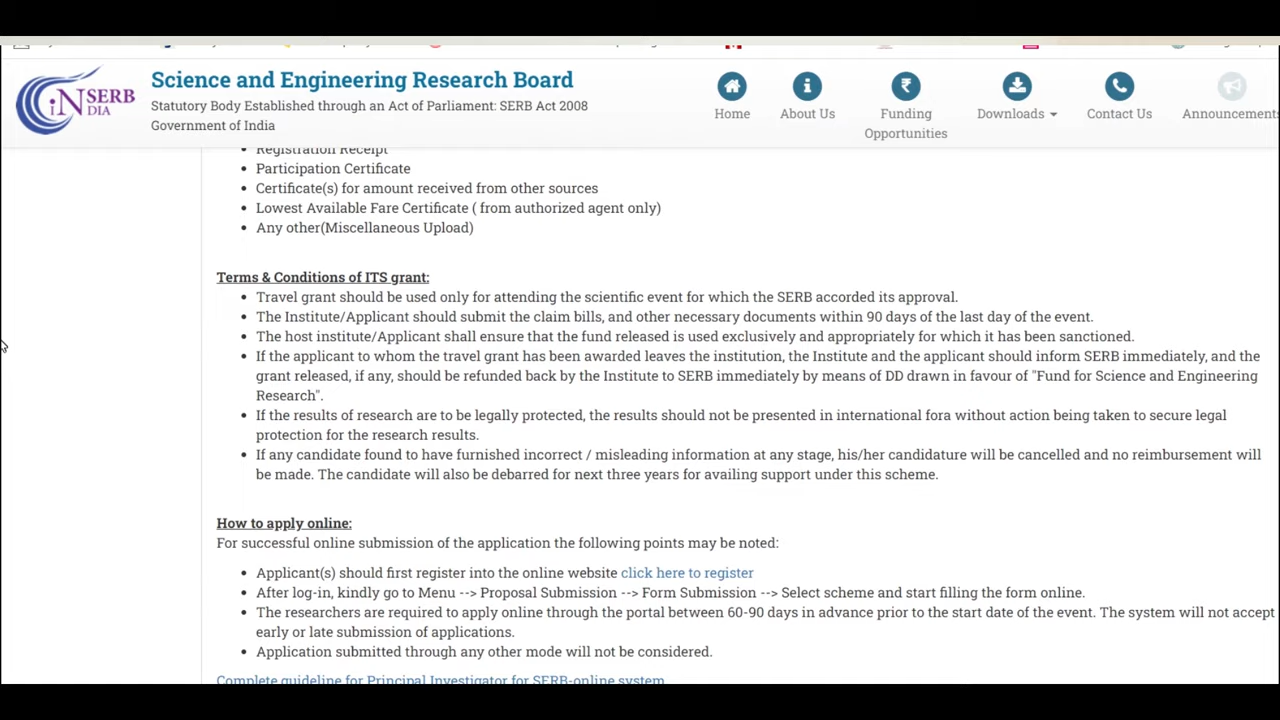 SERB
iN
DIA
Science and Engineering Research Board
Statutory Body Established through an Act of Parliament: SERB Act 2008
Government of India
Home
About Us
Funding
Opportunities
Downloads
Contact Us
Announcements
Registration Receipt
Participation Certificate
Certificate(s) for amount received from other sources
Lowest Available Fare Certificate ( from authorized agent only)
Any other(Miscellaneous Upload)
Terms & Conditions of ITS grant:
Travel grant should be used only for attending the scientific event for which the SERB accorded its approval.
The Institute/Applicant should submit the claim bills, and other necessary documents within 90 days of the last day of the event.
The host institute/Applicant shall ensure that the fund released is used exclusively and appropriately for which it has been sanctioned.
If the applicant to whom the travel grant has been awarded leaves the institution, the Institute and the applicant should inform SERB immediately, and the
grant released, if any, should be refunded back by the Institute to SERB immediately by means of DD drawn in favour of "Fund for Science and Engineering
Research".
If the results of research are to be legally protected, the results should not be presented in international fora without action being taken to secure legal
protection for the research results.
If any candidate found to have furnished incorrect / misleading information at any stage, his/her candidature will be cancelled and no reimbursement will
be made. The candidate will also be debarred for next three years for availing support under this scheme.
How to apply online:
For successful online submission of the application the following points may be noted:
Applicant(s) should first register into the online website click here to register
After log-in, kindly go to Menu --> Proposal Submission --> Form Submission --> Select scheme and start filling the form online.
The researchers are required to apply online through the portal between 60-90 days in advance prior to the start date of the event. The system will not accept
early or late submission of applications.
Application submitted through any other mode will not be considered.
Complete guideline for Principal Investigator for SERB-online system